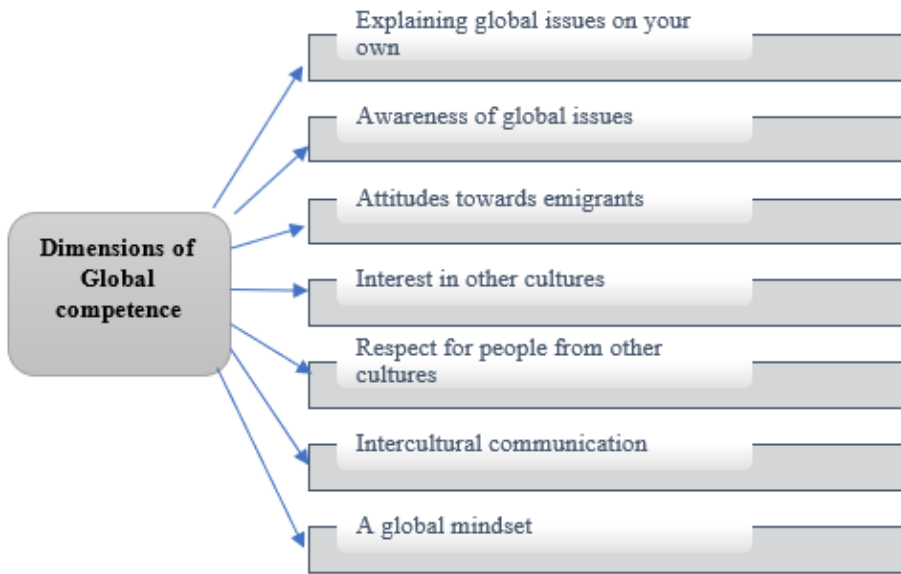 Explaining global issues on your
own
Awareness of global issues
Attitudes towards emigrants
Dimensions of
Global
competence
Interest in other cultures
Respect for people from other
cultures
Intercultural communication
A global mindset